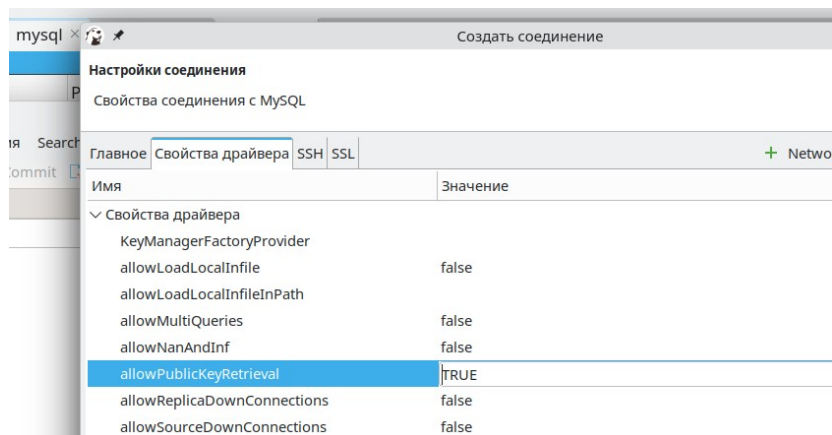 mysql ×
Создать соединение
Настройки соединения
Свойства соединения с MySQL
Search
Главное Свойства драйвера SSH SSL
+ Netwo
ommit
Имя Значение
Свойства драйвера
KeyManagerFactoryProvider
allowLoadLocalInfile false
allowLoadLocalInfileInPath
allowMultiQueries false
allowNanAndInf false
allowPublicKeyRetrieval TRUE
allowReplicaDownConnections false
allowSourceDownConnections false